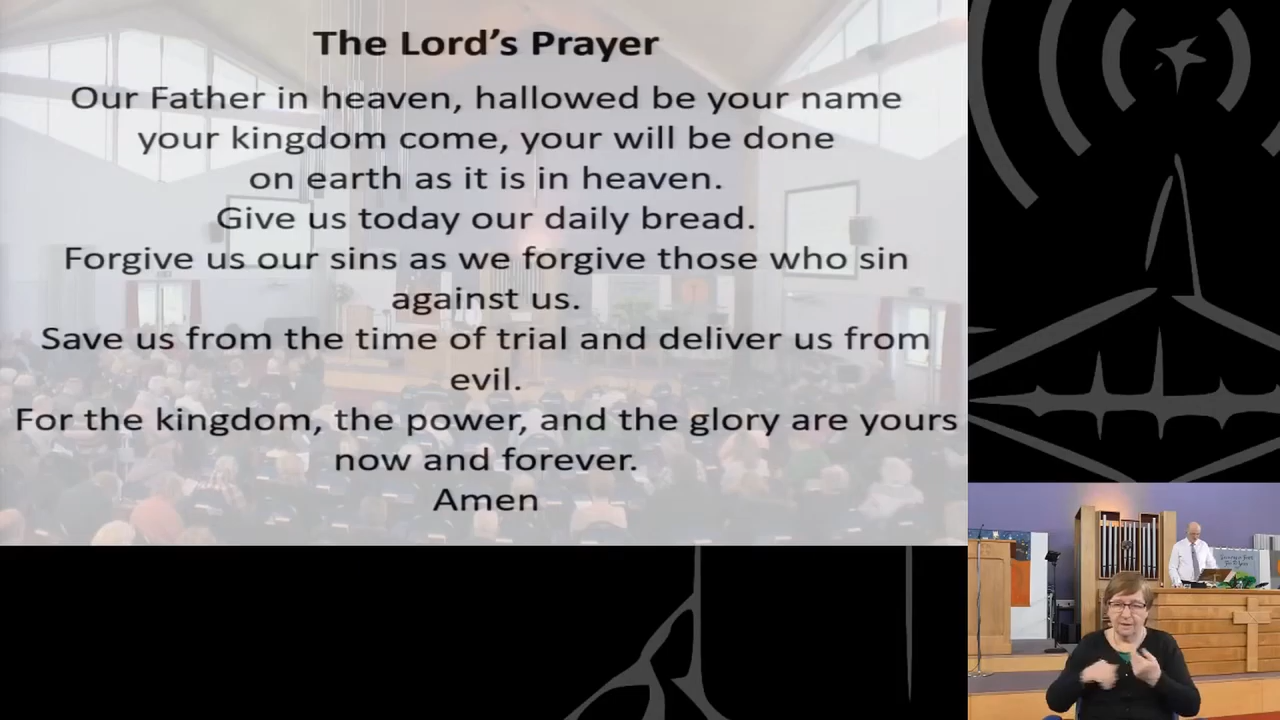 The Lord's Prayer
Our Father in heaven, hallowed be your name
your kingdom come, your will be done
on earth as it is in heaven.
Give us today our daily bread.
Forgive us our sins as we forgive those who sin
against us.
Save us from the time of trial and deliver us from
evil.
For the kingdom, the power, and the glory are yours
now and forever.
Amen